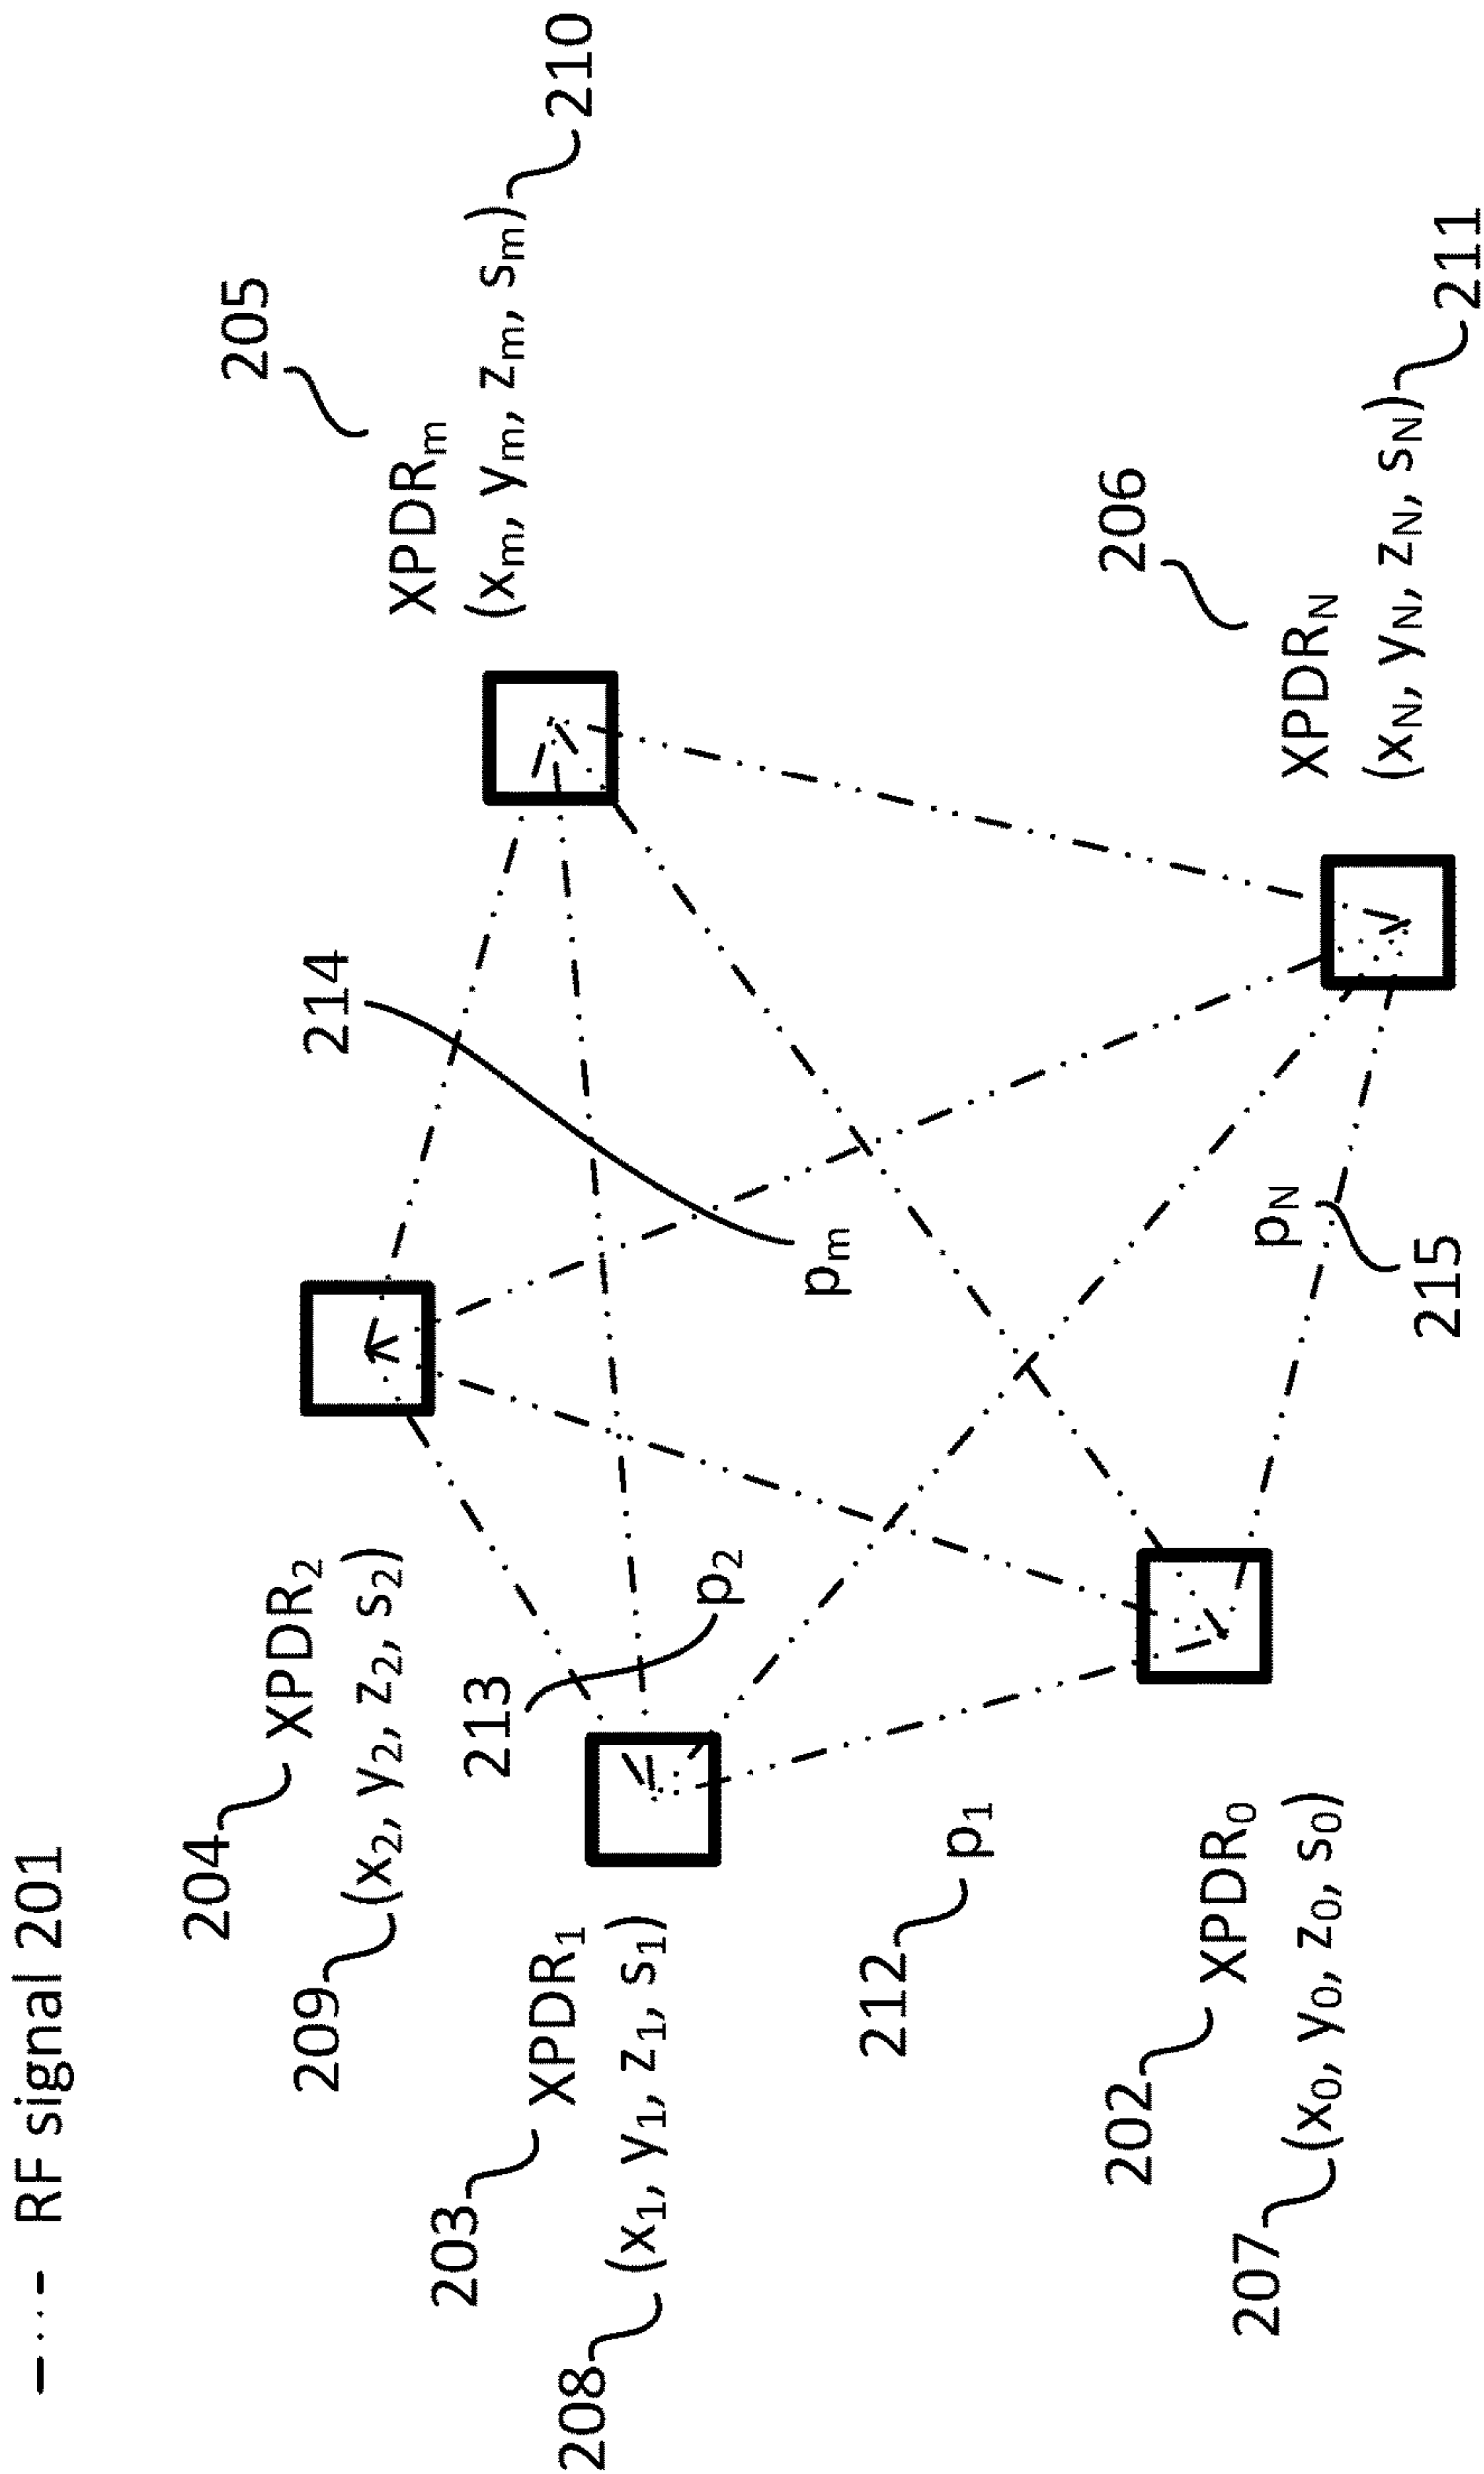 RF signal 201
204
XPDR₂
209
(x₂, y₂, z₂, s₂)
214
205
XPDRₘ
(xₘ, yₘ, zₘ, sₘ)
210
203
XPDR₁
208
(x₁, y₁, z₁, s₁)
213
p₂
pₘ
212
p₁
202
XPDR₀
207
(x₀, y₀, z₀, s₀)
pN
215
206
XPDRN
(xN, yN, zN, sN)
211